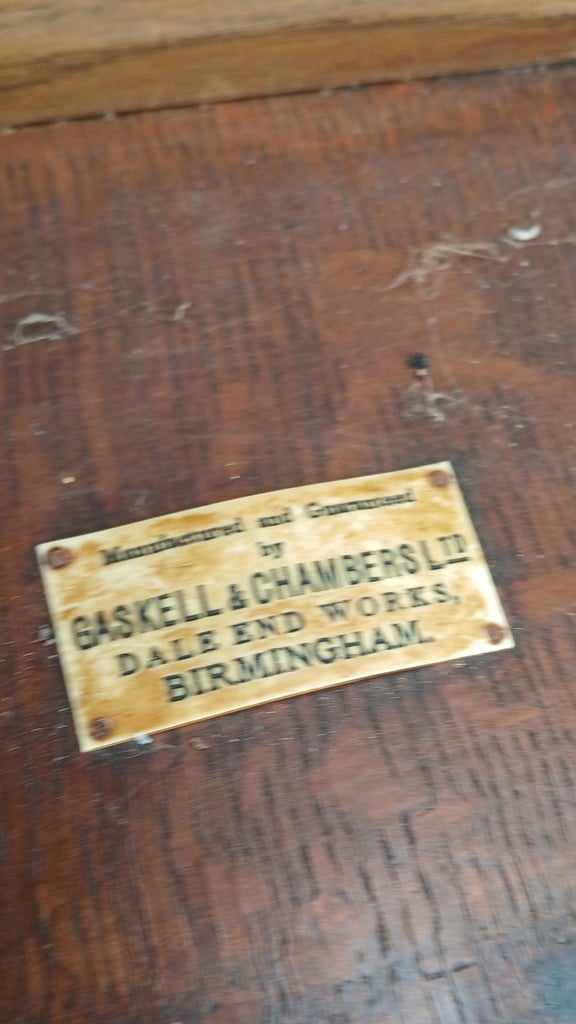 Manufactured and Guaranteed
by
GASKELL & CHAMBERS LTD
DALE END WORKS,
BIRMINGHAM.